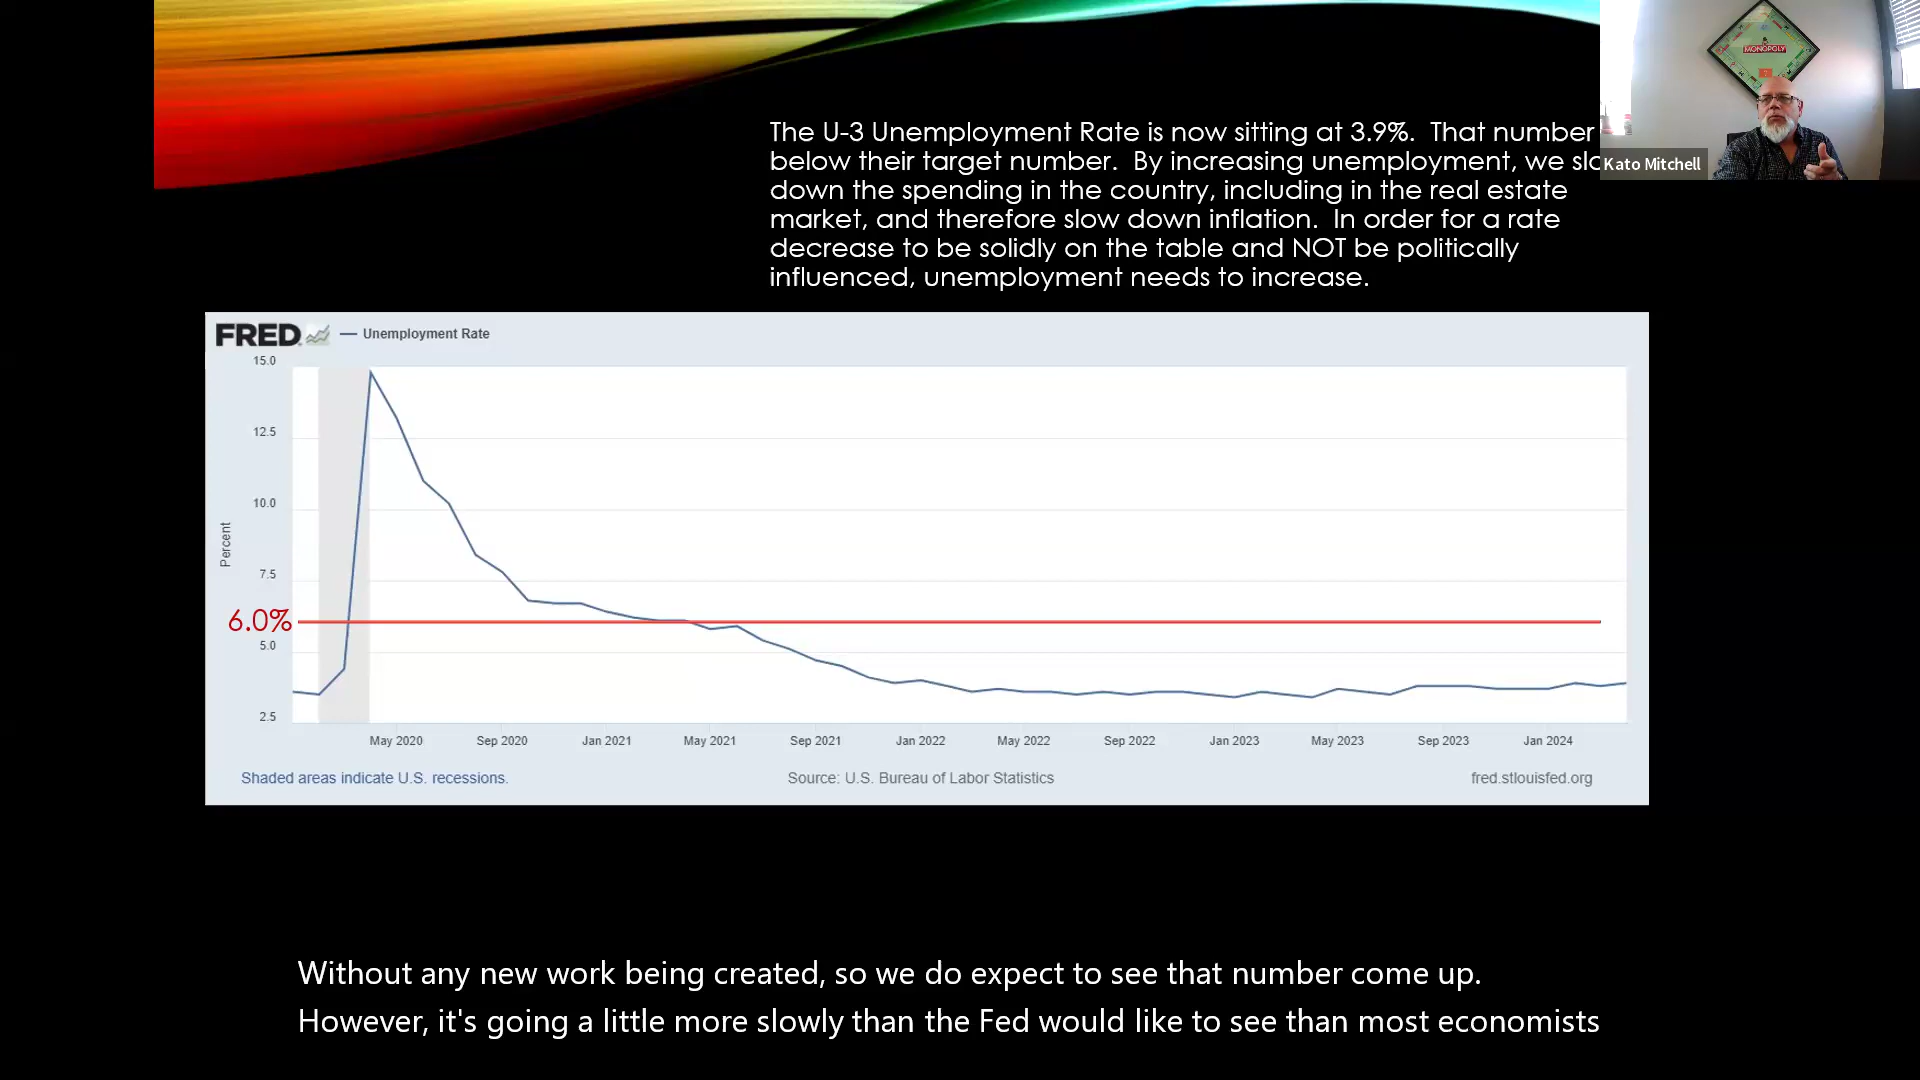 MONOPOLY
Kato Mitchell
The U-3 Unemployment Rate is now sitting at 3.9%. That number
below their target number. By increasing unemployment, we slo
down the spending in the country, including in the real estate
market, and therefore slow down inflation. In order for a rate
decrease to be solidly on the table and NOT be politically
influenced, unemployment needs to increase.
FRED
Unemployment Rate
Percent
15.0
12.5
10.0
7.5
6.0%
5.0
2.5
May 2020 Sep 2020 Jan 2021 May 2021 Sep 2021 Jan 2022 May 2022 Sep 2022 Jan 2023 May 2023 Sep 2023 Jan 2024
Shaded areas indicate U.S. recessions. Source: U.S. Bureau of Labor Statistics fred.stlouisfed.org
Without any new work being created, so we do expect to see that number come up.
However, it's going a little more slowly than the Fed would like to see than most economists